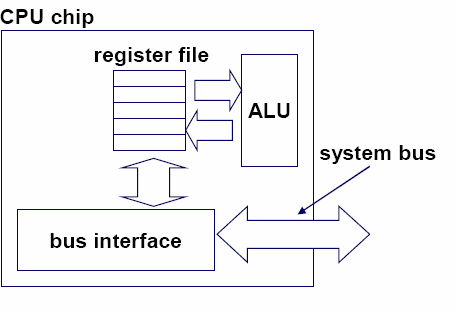 CPU chip
register file
ALU
system bus
bus interface